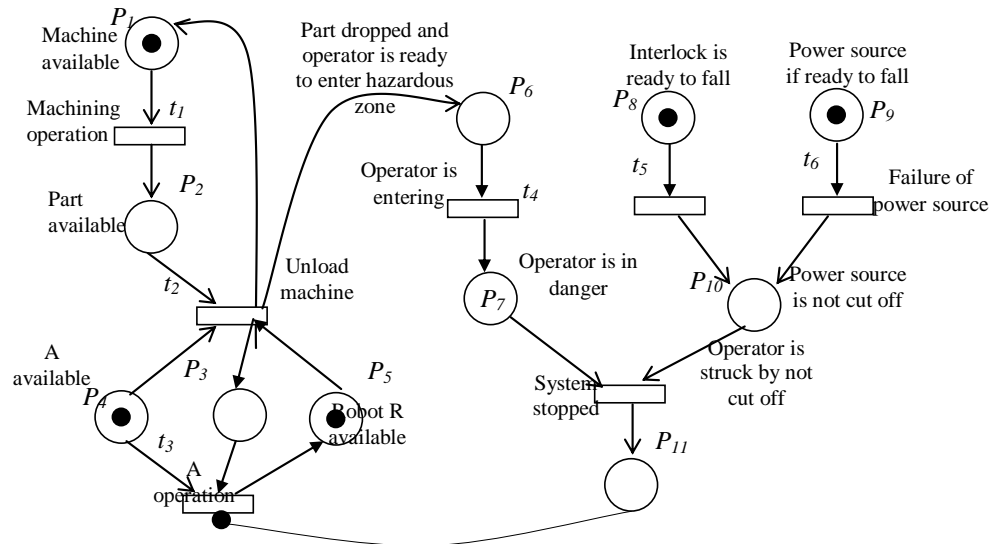 P1
Machine
available
Machining
operation
t1
P2
Part
available
t2
Unload
machine
A
available
P4
P3
P5
Robot R
available
t3
A
operation
Part dropped and
operator is ready
to enter hazardous
zone
P6
Operator is
entering
t4
Operator is in
danger
P7
Interlock is
ready to fall
P8
t5
Power source
if ready to fall
P9
t6
Failure of
power source
P10
Power source
is not cut off
Operator is
struck by not
cut off
System
stopped
P11